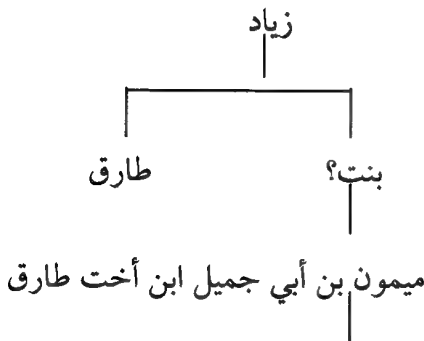 زياد
بنت؟ طارق
ميمون بن أبي جميل ابن أخت طارق